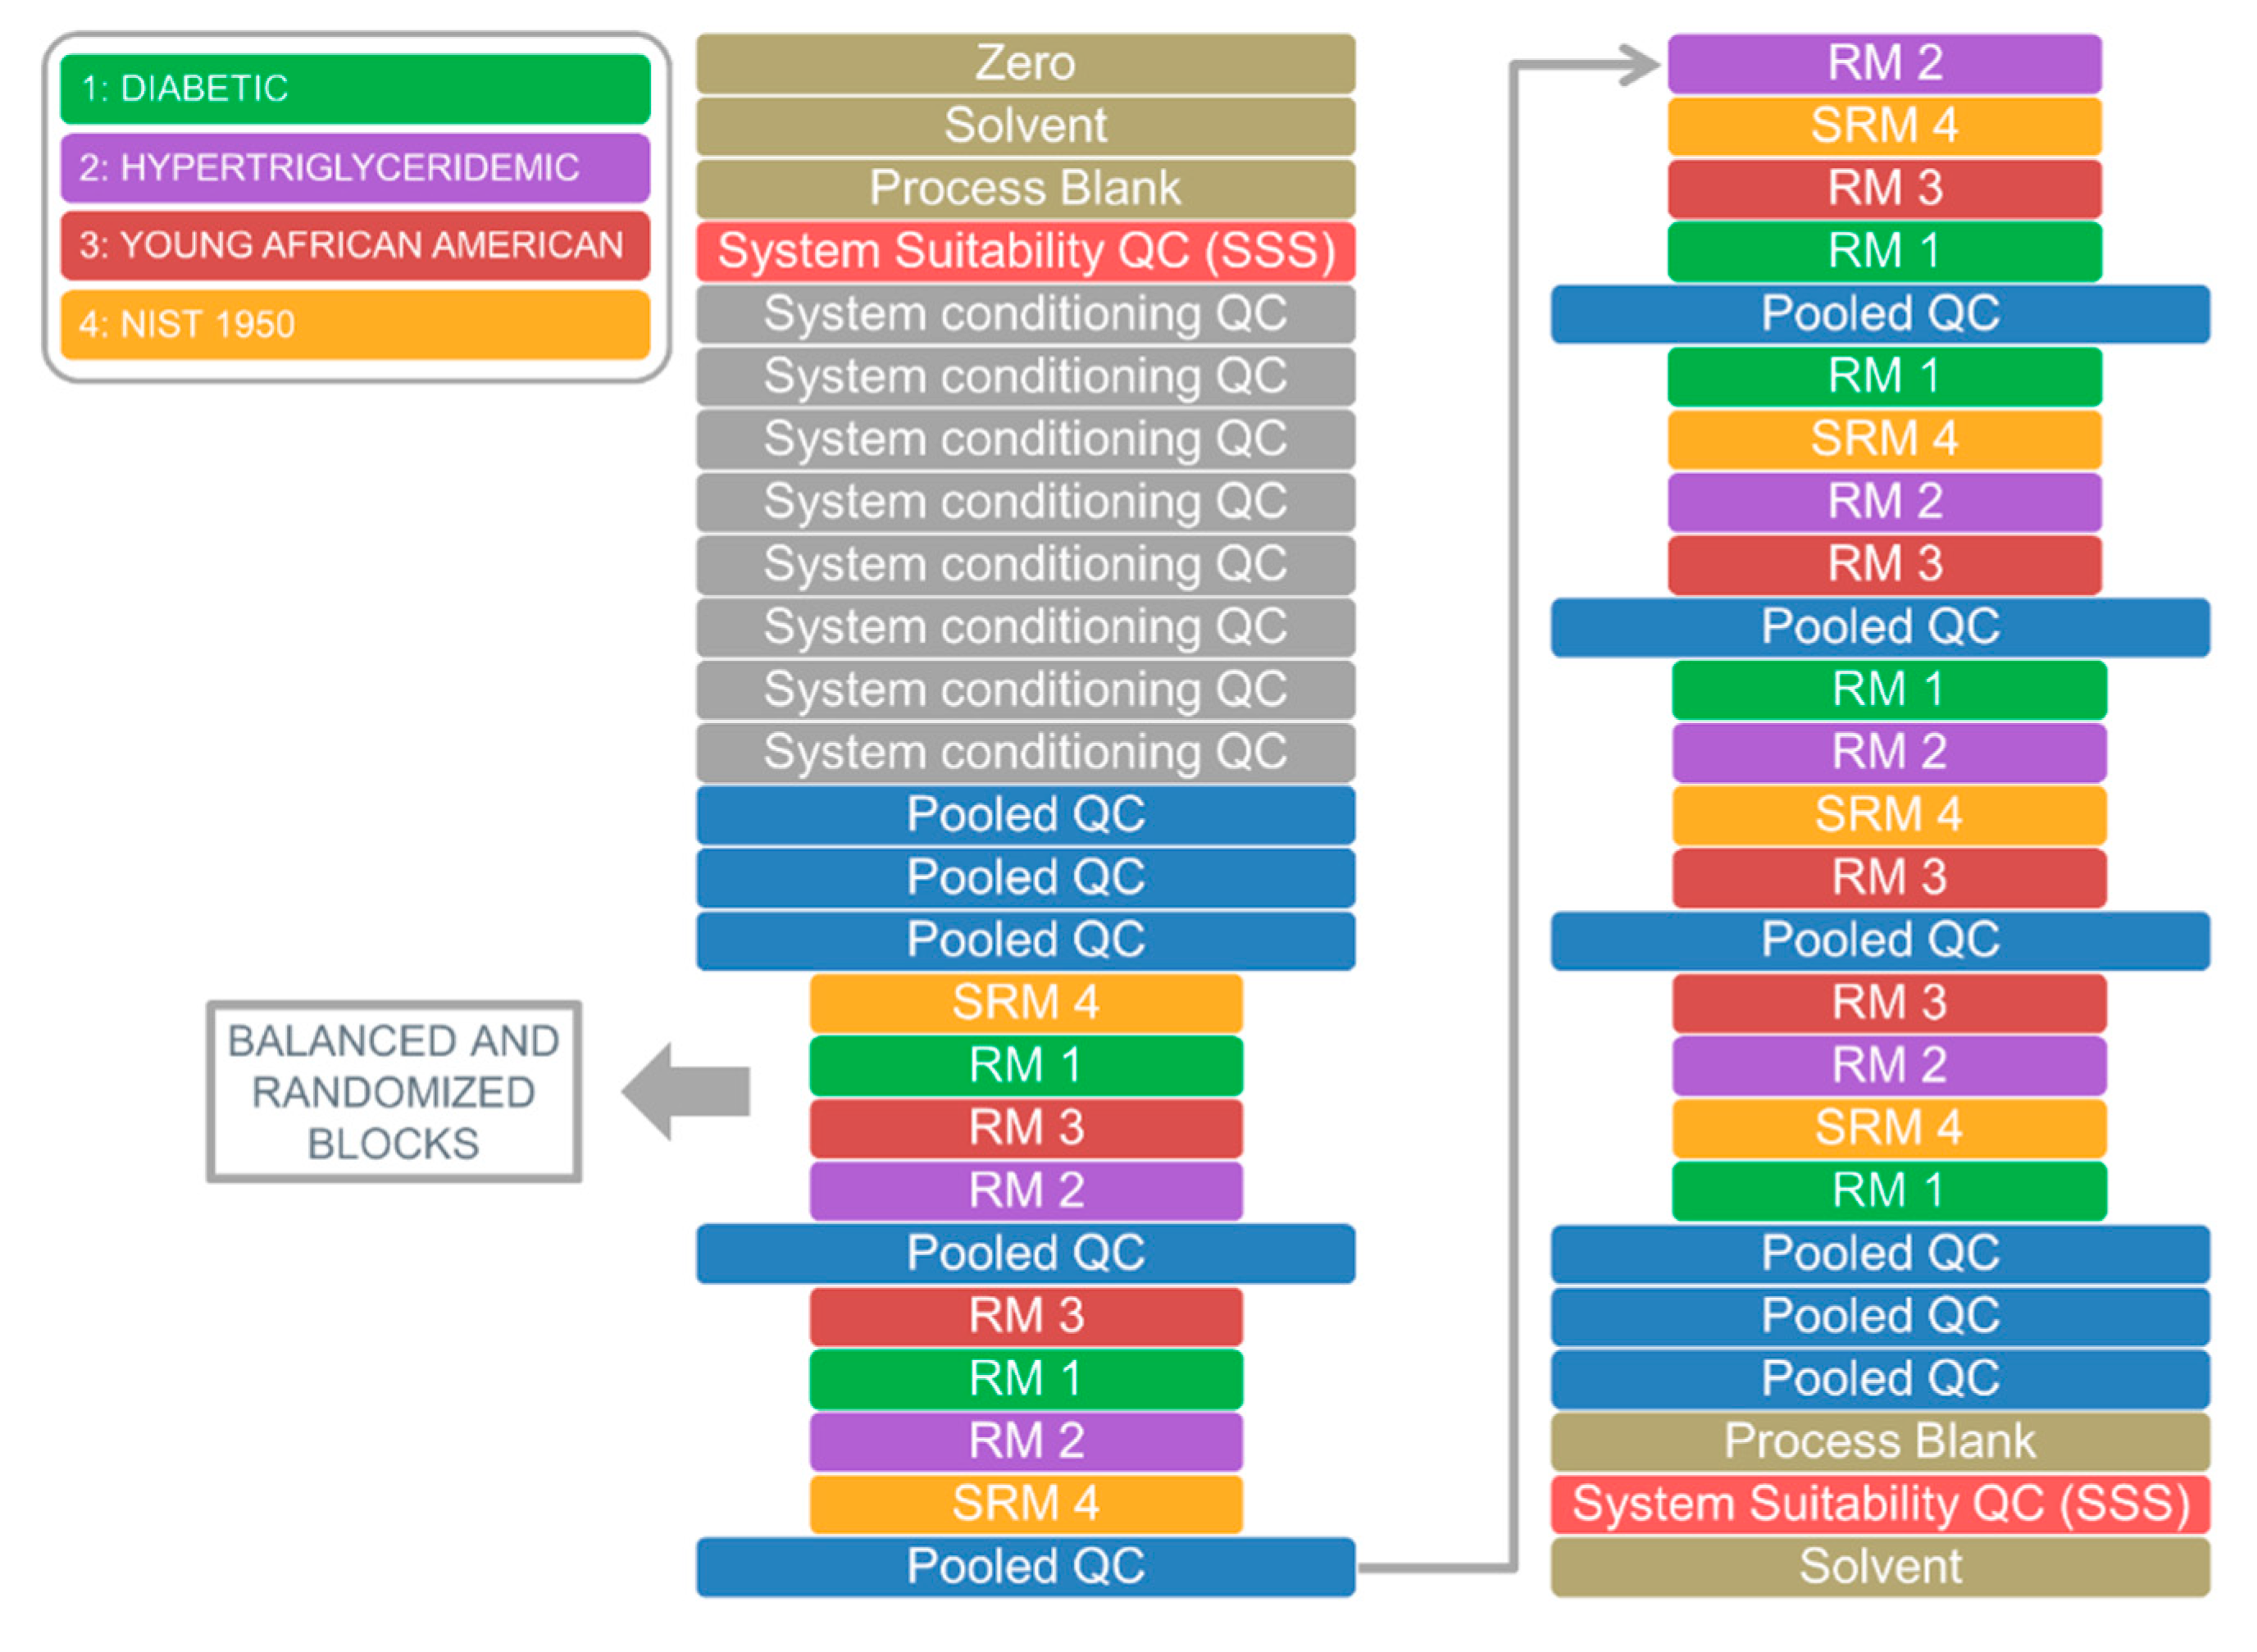 1: DIABETIC
2: HYPERTRIGLYCERIDEMIC
3: YOUNG AFRICAN AMERICAN
4: NIST 1950
BALANCED AND
RANDOMIZED
BLOCKS
Zero
Solvent
Process Blank
System Suitability QC (SSS)
System conditioning QC
System conditioning QC
System conditioning QC
System conditioning QC
System conditioning QC
System conditioning QC
System conditioning QC
System conditioning QC
Pooled QC
Pooled QC
Pooled QC
SRM 4
RM 1
RM 3
RM 2
Pooled QC
RM 3
RM 1
RM 2
SRM 4
Pooled QC
RM 2
SRM 4
RM 3
RM 1
Pooled QC
RM 1
SRM 4
RM 2
RM 3
Pooled QC
RM 1
RM 2
SRM 4
RM 3
Pooled QC
RM 3
RM 2
SRM 4
RM 1
Pooled QC
Pooled QC
Pooled QC
Process Blank
System Suitability QC (SSS)
Solvent